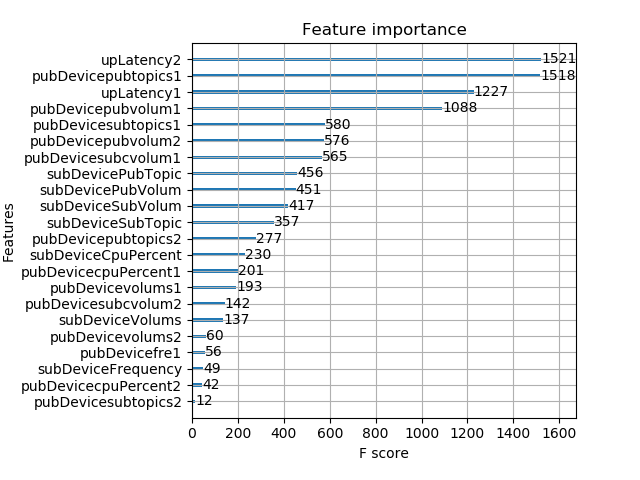 Feature importance
upLatency2 1521
pubDevicepubtopics1 1518
upLatency1 1227
pubDevicepubvolum1 1088
pubDevicesubtopics1 580
pubDevicepubvolum2 576
pubDevicesubcvolum1 565
subDevicePubTopic 456
subDevicePubVolum 451
subDeviceSubVolum 417
subDeviceSubTopic 357
pubDevicepubtopics2 277
subDeviceCpuPercent 230
pubDevicecpuPercent1 201
pubDevicevolums1 193
pubDevicesubcvolum2 142
subDeviceVolums 137
pubDevicevolums2 60
pubDevicefre1 56
subDeviceFrequency 49
pubDevicecpuPercent2 42
pubDevicesubtopics2 12
Features
0 200 400 600 800 1000 1200 1400 1600
F score